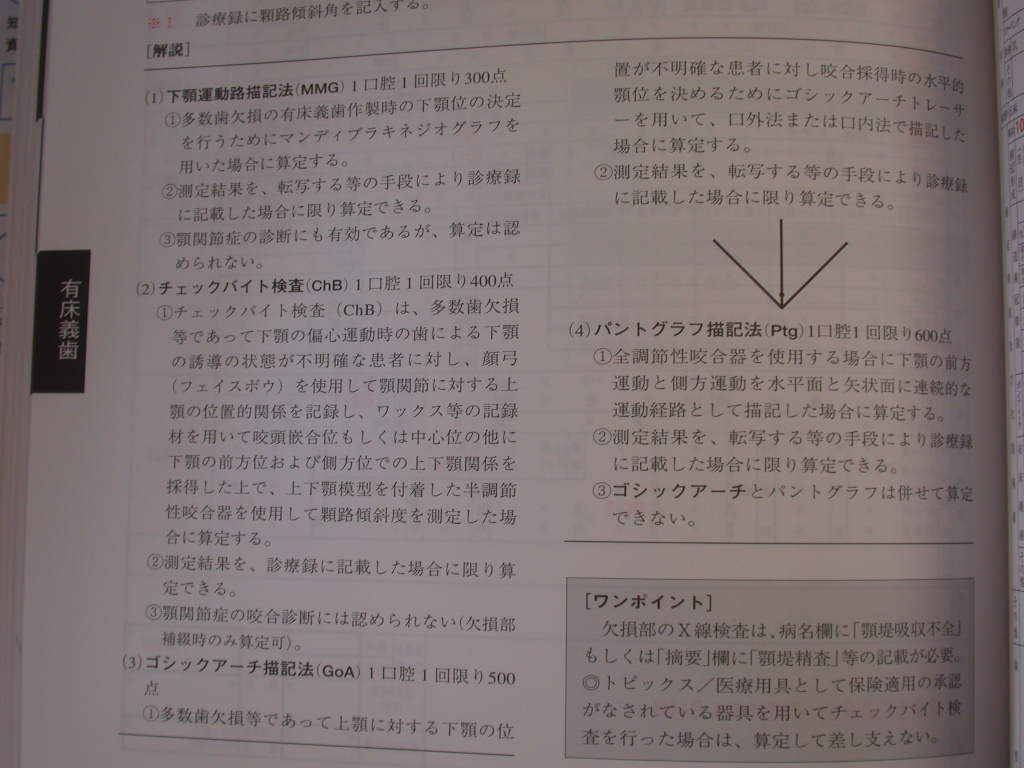 ※1 診療録に顆路傾斜角を記入する。
[解説]
(1)下顎運動路描記法(MMG)1口腔1回限り300点
①多数歯欠損の有床義歯作製時の下顎位の決定
を行うためにマンディブラキネジオグラフを
用いた場合に算定する。
②測定結果を、転写する等の手段により診療録
に記載した場合に限り算定できる。
③顎関節症の診断にも有効であるが、算定は認
められない。
(2)チェックバイト検査(ChB)1口腔1回限り400点
①チェックバイト検査(ChB)は、多数歯欠損
等であって下顎の偏心運動時の歯による下顎
の誘導の状態が不明確な患者に対し、顔弓
(フェイスボウ)を使用して顎関節に対する上
顎の位置的関係を記録し、ワックス等の記録
材を用いて咬頭嵌合位もしくは中心位の他に
下顎の前方位および側方位での上下顎関係を
採得した上で、上下顎模型を付着した半調節
性咬合器を使用して顆路傾斜度を測定した場
合に算定する。
②測定結果を、診療録に記載した場合に限り算
定できる。
③顎関節症の咬合診断には認められない(欠損部
補綴時のみ算定可)。
(3)ゴシックアーチ描記法(GoA)1口腔1回限り500
点
①多数歯欠損等であって上顎に対する下顎の位
置が不明確な患者に対し咬合採得時の水平的
顎位を決めるためにゴシックアーチトレーサ
ーを用いて、口外法または口内法で描記した
場合に算定する。
②測定結果を、転写する等の手段により診療録
に記載した場合に限り算定できる。
(4)パントグラフ描記法(Ptg)1口腔1回限り600点
①全調節性咬合器を使用する場合に下顎の前方
運動と側方運動を水平面と矢状面に連続的な
運動経路として描記した場合に算定する。
②測定結果を、転写する等の手段により診療録
に記載した場合に限り算定できる。
③ゴシックアーチとパントグラフは併せて算定
できない。
[ワンポイント]
欠損部のX線検査は、病名欄に「顎堤吸収不全」
もしくは「摘要」欄に「顎堤精査」等の記載が必要。
◎トピックス／医療用具として保険適用の承認
がなされている器具を用いてチェックバイト検
査を行った場合は、算定して差し支えない。
有床義歯